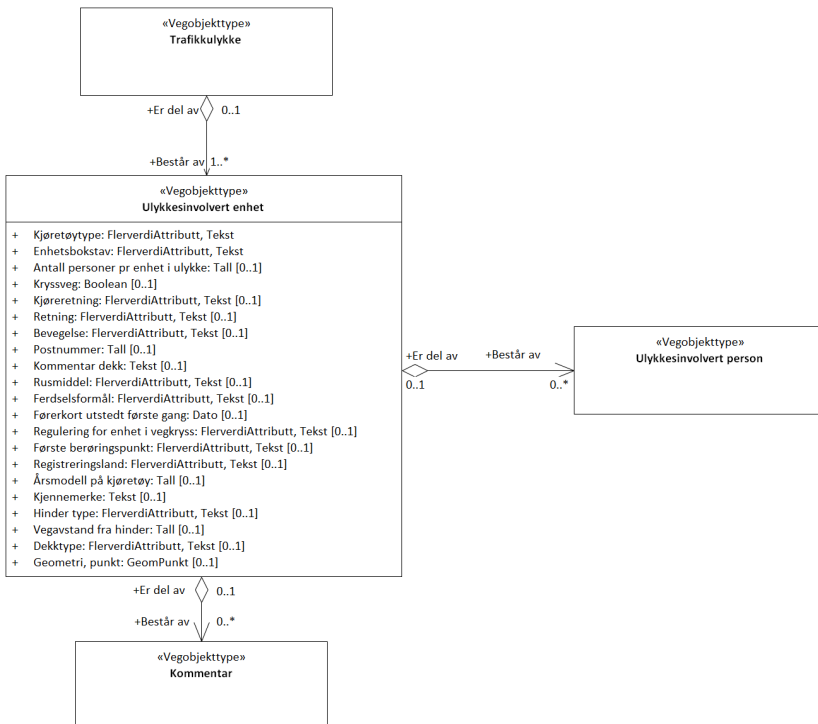 «Vegobjekttype»
Trafikkulykke
+Er del av 0..1
+Består av 1..*
«Vegobjekttype»
Ulykkesinvolvert enhet
+ Kjøretøytype: FlerverdiAttributt, Tekst
+ Enhetsbokstav: FlerverdiAttributt, Tekst
+ Antall personer pr enhet i ulykke: Tall [0..1]
+ Kryssveg: Boolean [0..1]
+ Kjøreretning: FlerverdiAttributt, Tekst [0..1]
+ Retning: FlerverdiAttributt, Tekst [0..1]
+ Bevegelse: FlerverdiAttributt, Tekst [0..1]
+ Postnummer: Tall [0..1]
+ Kommentar dekk: Tekst [0..1]
+ Rusmiddel: FlerverdiAttributt, Tekst [0..1]
+ Ferdselsformål: FlerverdiAttributt, Tekst [0..1]
+ Førerkort utstedt første gang: Dato [0..1]
+ Regulering for enhet i vegkryss: FlerverdiAttributt, Tekst [0..1]
+ Første berøringspunkt: FlerverdiAttributt, Tekst [0..1]
+ Registreringsland: FlerverdiAttributt, Tekst [0..1]
+ Årsmodell på kjøretøy: Tall [0..1]
+ Kjennemerke: Tekst [0..1]
+ Hinder type: FlerverdiAttributt, Tekst [0..1]
+ Vegavstand fra hinder: Tall [0..1]
+ Dekktype: FlerverdiAttributt, Tekst [0..1]
+ Geometri, punkt: GeomPunkt [0..1]
+Er del av +Består av
0..1 0..*
«Vegobjekttype»
Ulykkesinvolvert person
+Er del av 0..1
+Består av 0..*
«Vegobjekttype»
Kommentar